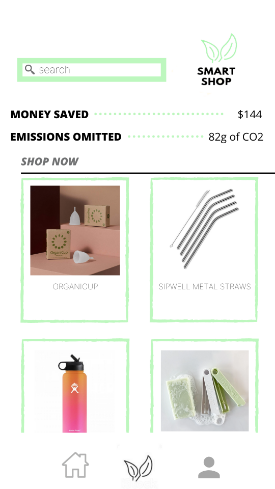 search
SMART
SHOP
MONEY SAVED $144
EMISSIONS OMITTED 82g of CO2
SHOP NOW
ORGANICUP
SIPWELL METAL STRAWS